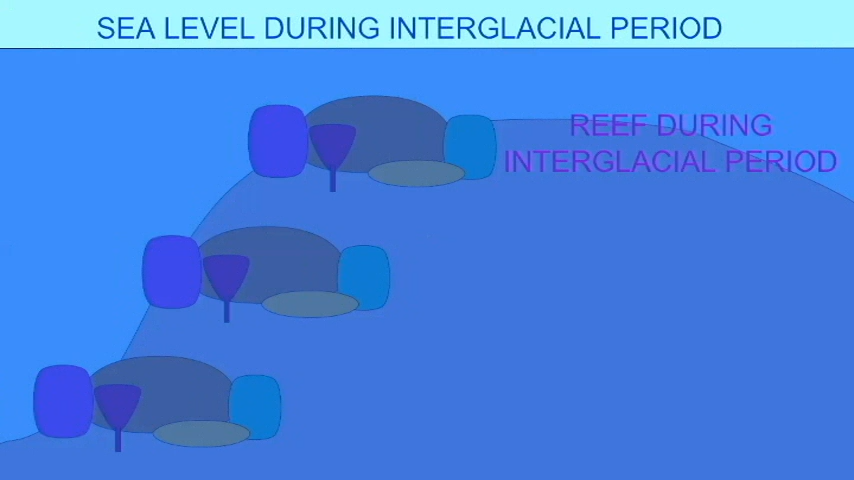 SEA LEVEL DURING INTERGLACIAL PERIOD
REEF DURING
INTERGLACIAL PERIOD